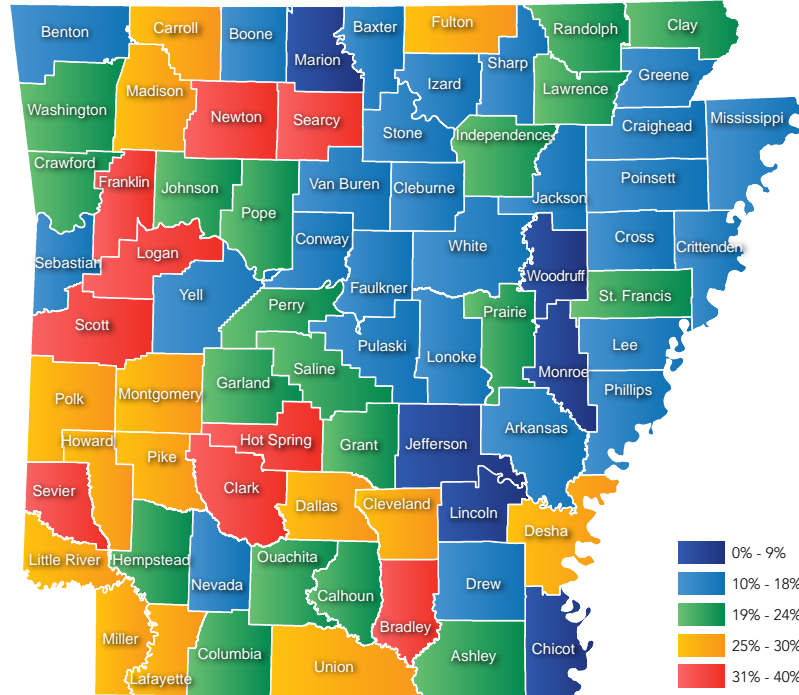 Benton
Carroll
Boone
Marion
Baxter
Fulton
Randolph
Clay
Sharp
Izard
Greene
Washington
Madison
Newton
Searcy
Stone
Lawrence
Independence
Craighead
Mississippi
Crawford
Franklin
Johnson
Pope
Van Buren
Cleburne
Jackson
Poinsett
Sebastian
Logan
Conway
White
Woodruff
Cross
Crittenden
Yell
Faulkner
St. Francis
Scott
Perry
Prairie
Pulaski
Lonoke
Monroe
Lee
Polk
Montgomery
Garland
Saline
Phillips
Howard
Pike
Hot Spring
Grant
Jefferson
Arkansas
Sevier
Clark
Dallas
Cleveland
Lincoln
Desha
Little River
Hempstead
Nevada
Ouachita
Calhoun
Drew
Miller
Lafayette
Columbia
Union
Bradley
Ashley
Chicot
0% - 9%
10% - 18%
19% - 24%
25% - 30%
31% - 40%